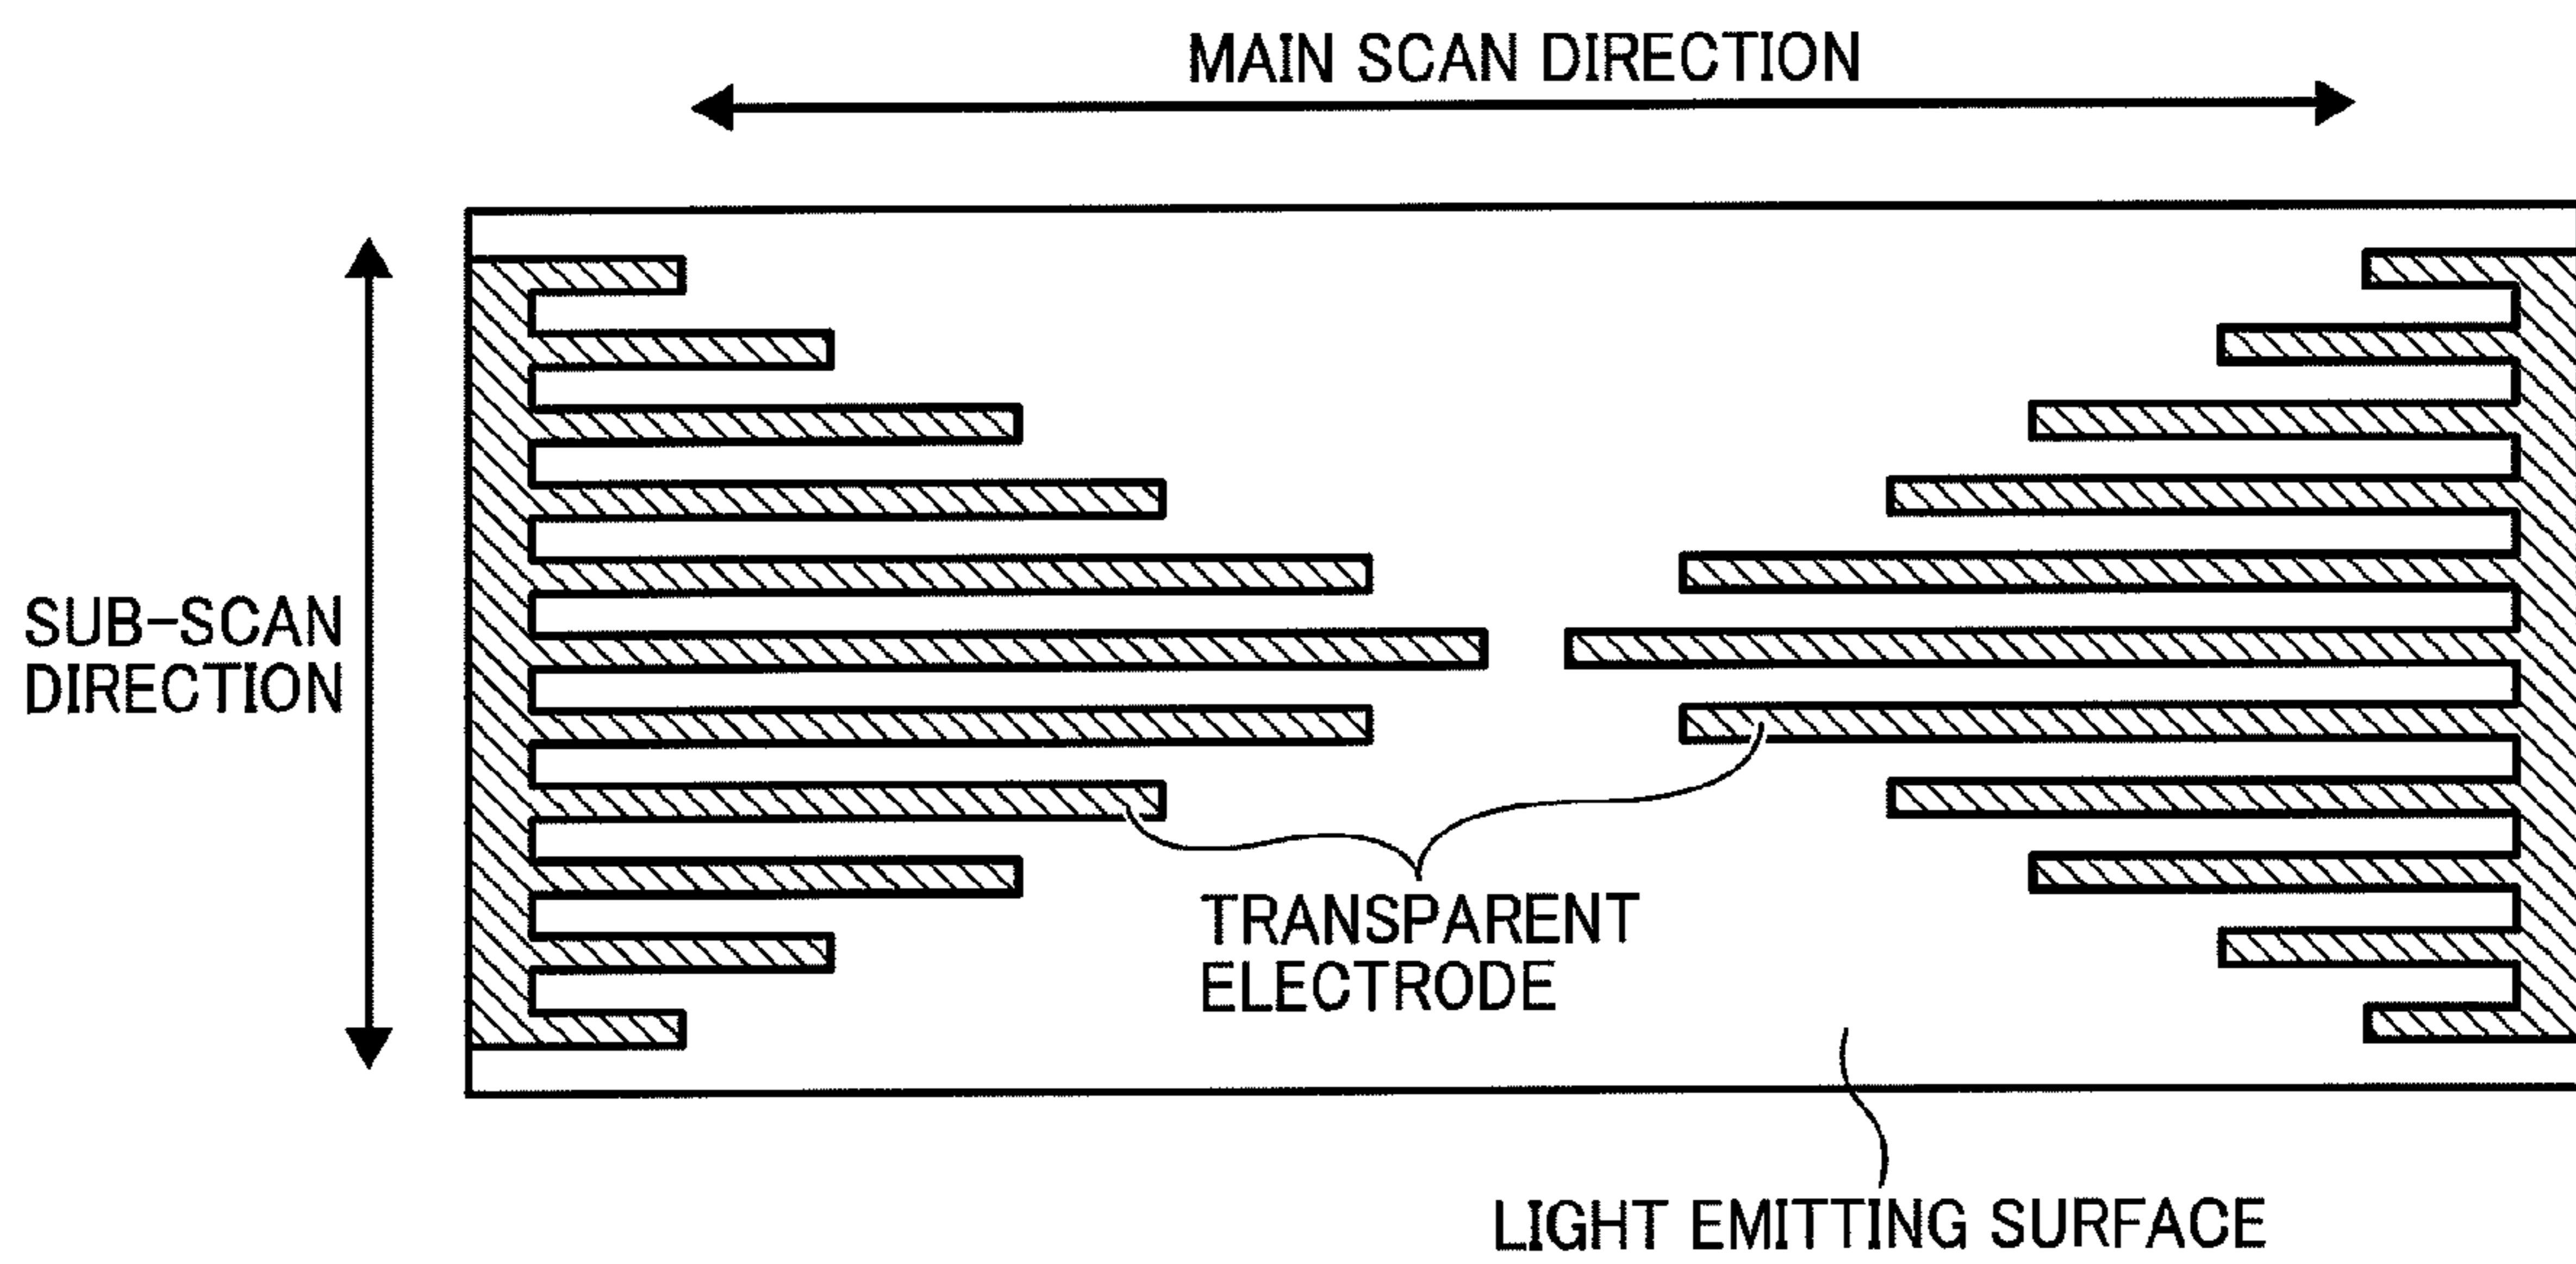 MAIN SCAN DIRECTION
SUB-SCAN
DIRECTION
TRANSPARENT
ELECTRODE
LIGHT EMITTING SURFACE